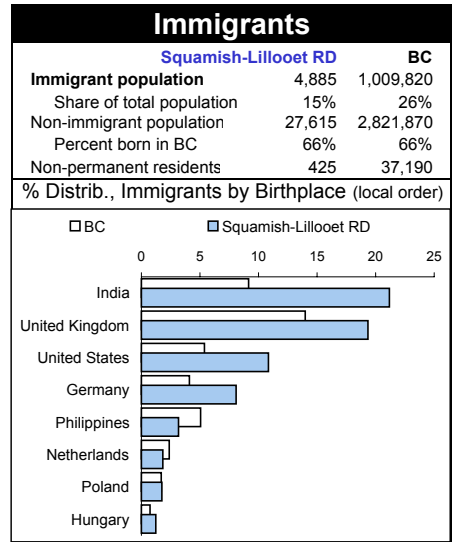 Immigrants
Squamish-Lillooet RD BC
Immigrant population 4,885 1,009,820
Share of total population 15% 26%
Non-immigrant population 27,615 2,821,870
Percent born in BC 66% 66%
Non-permanent residents 425 37,190
% Distrib., Immigrants by Birthplace (local order)
BC Squamish-Lillooet RD
0 5 10 15 20 25
India
United Kingdom
United States
Germany
Philippines
Netherlands
Poland
Hungary